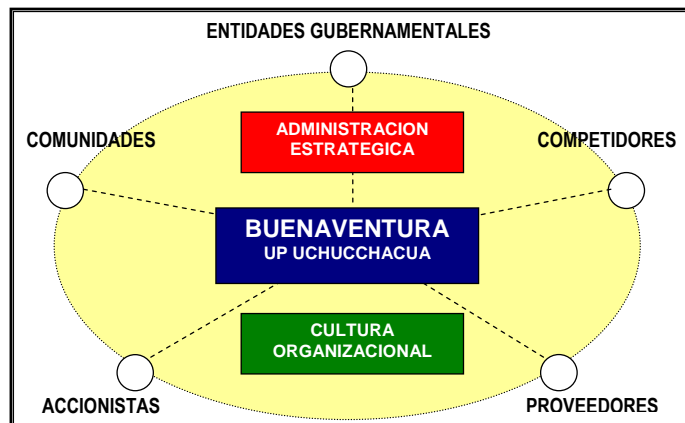 ENTIDADES GUBERNAMENTALES
ADMINISTRACION
ESTRATEGICA
COMUNIDADES
COMPETIDORES
BUENAVENTURA
UP UCHUCCHACUA
CULTURA
ORGANIZACIONAL
ACCIONISTAS
PROVEEDORES